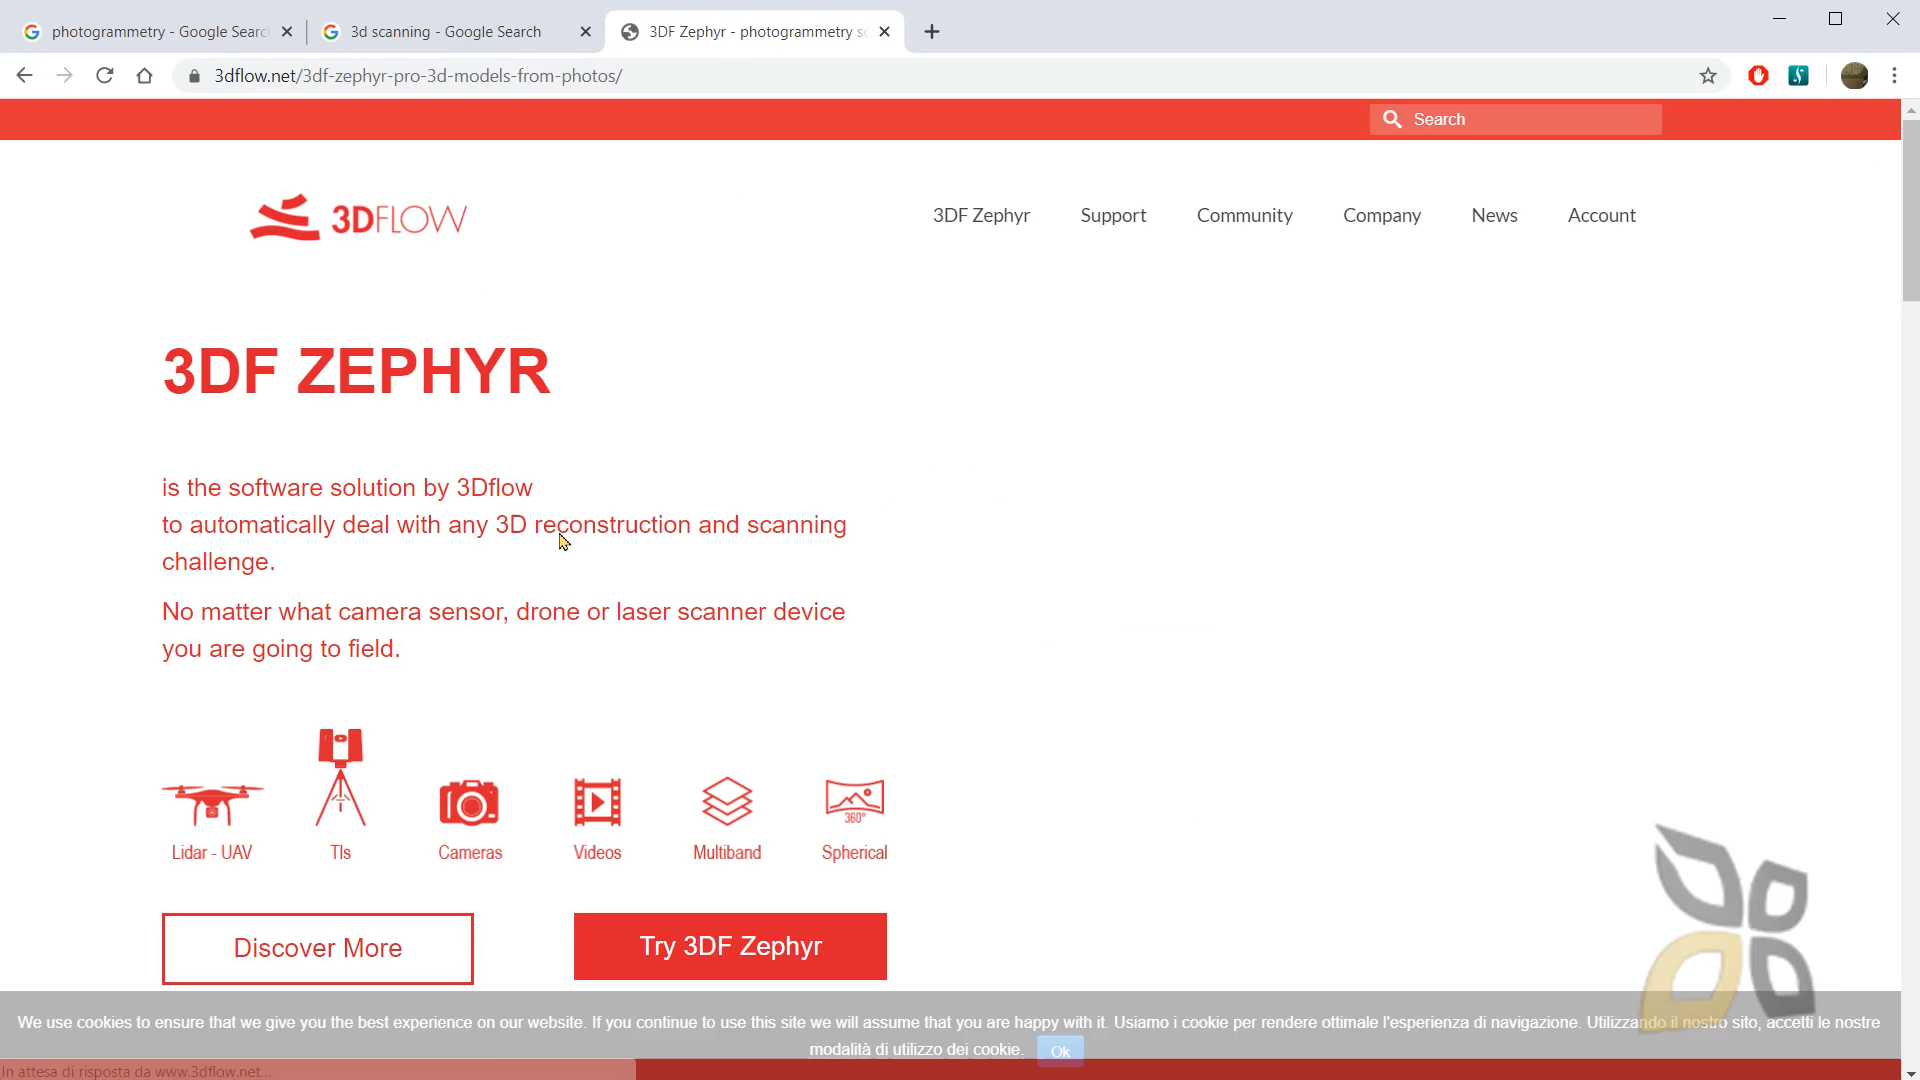 photogrammetry - Google Searc
3d scanning - Google Search
3DF Zephyr - photogrammetry so
3dflow.net/3df-zephyr-pro-3d-models-from-photos/
Search
3DFLOW
3DF Zephyr
Support
Community
Company
News
Account
3DF ZEPHYR
is the software solution by 3Dflow
to automatically deal with any 3D reconstruction and scanning
challenge.
No matter what camera sensor, drone or laser scanner device
you are going to field.
360°
Lidar - UAV
Tls
Cameras
Videos
Multiband
Spherical
Discover More
Try 3DF Zephyr
We use cookies to ensure that we give you the best experience on our website. If you continue to use this site we will assume that you are happy with it. Usiamo i cookie per rendere ottimale l'esperienza di navigazione. Utilizzando il nostro sito, accetti le nostre
modalità di utilizzo dei cookie.
Ok
In attesa di risposta da www.3dflow.net...